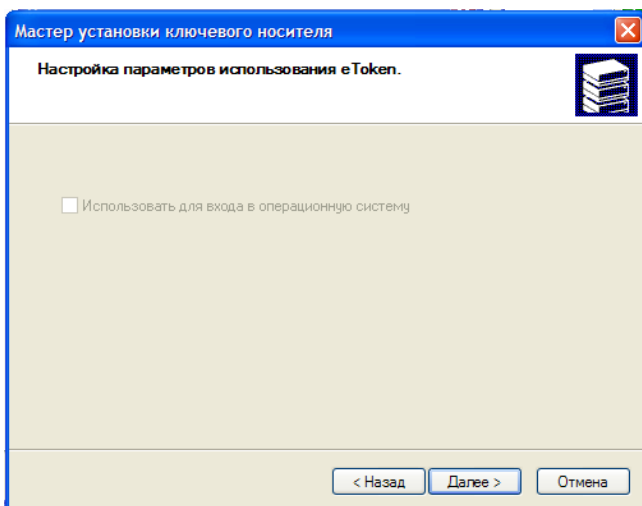 Мастер установки ключевого носителя
Настройка параметров использования eToken.
Использовать для входа в операционную систему
< Назад
Далее >
Отмена